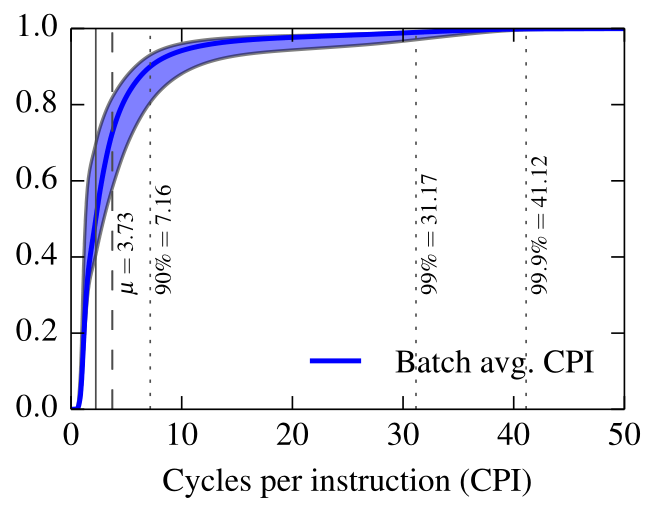 1.0
0.8
0.6
0.4
0.2
0.0
μ = 3.73
90% = 7.16
99% = 31.17
99.9% = 41.12
Batch avg. CPI
0 10 20 30 40 50
Cycles per instruction (CPI)